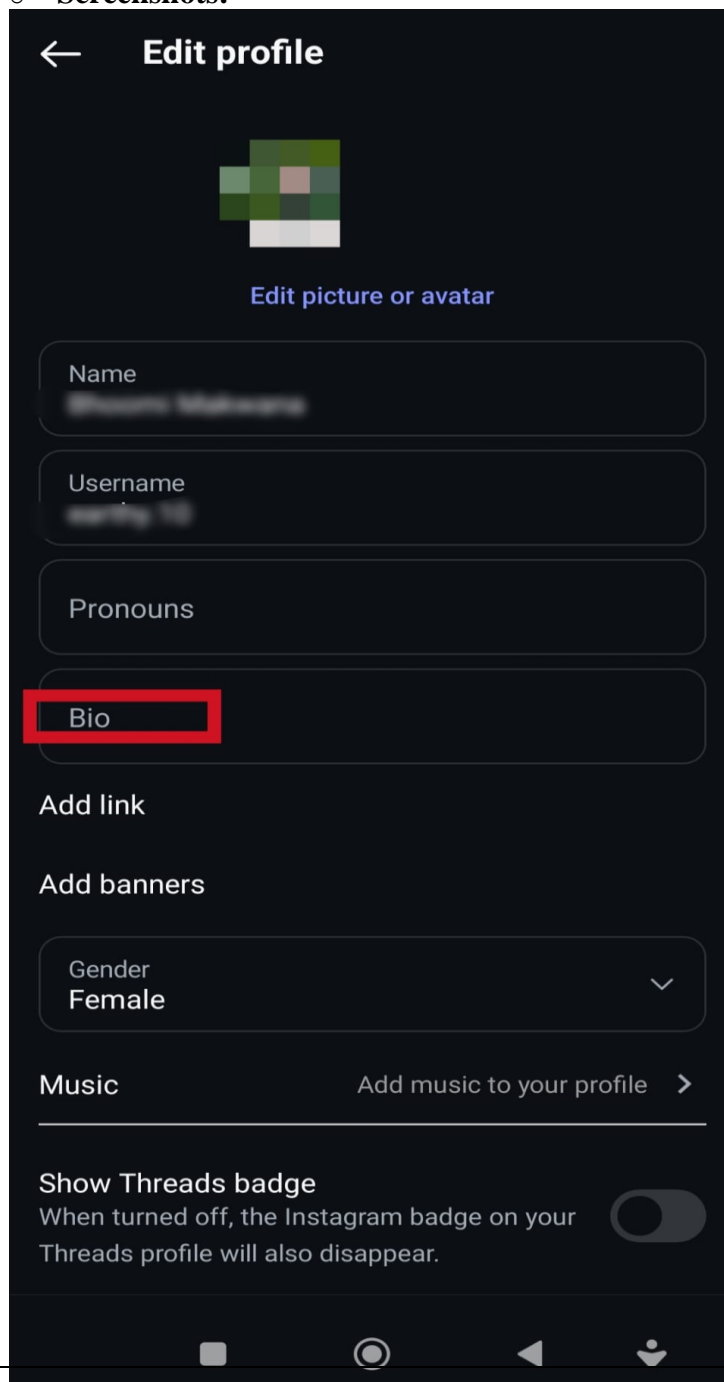 Screenshots:
Edit profile
Edit picture or avatar
Name
Username
Pronouns
Bio
Add link
Add banners
Gender
Female
Music Add music to your profile
Show Threads badge
When turned off, the Instagram badge on your
Threads profile will also disappear.